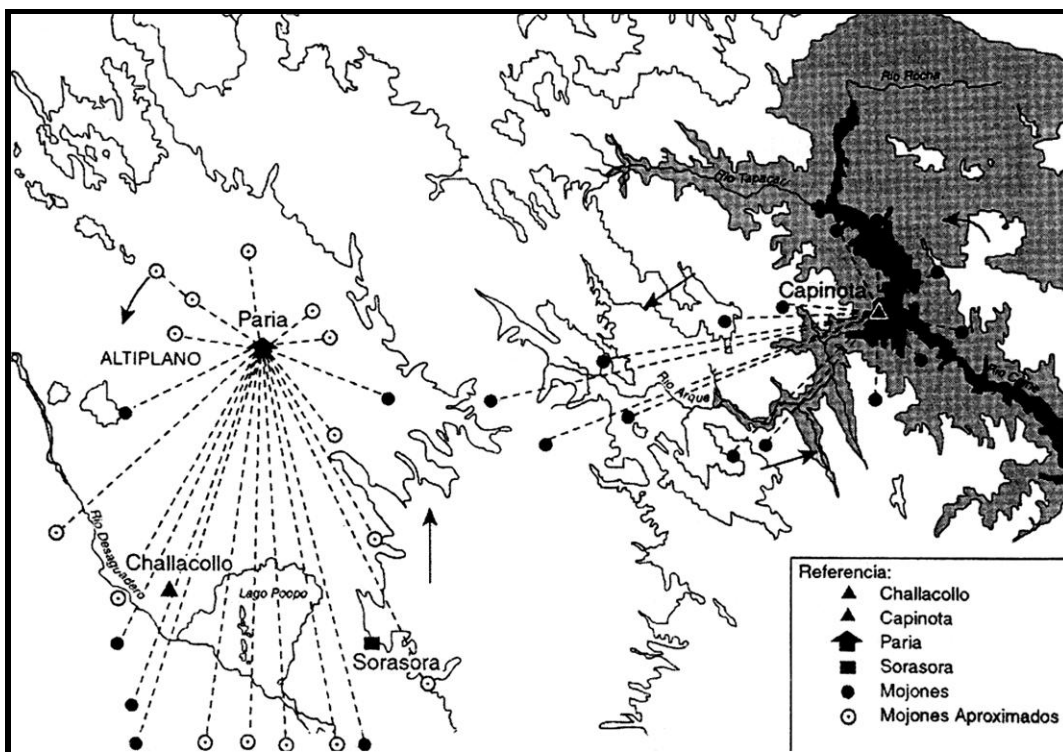 Río Rocha
Río Tapacarí
Capinota
Paria
ALTIPLANO
Río Arque
Río Caine
Río Desaguadero
Challacollo
Lago Poopo
Sorasora
Referencia:
Challacollo
Capinota
Paria
Sorasora
Mojones
Mojones Aproximados